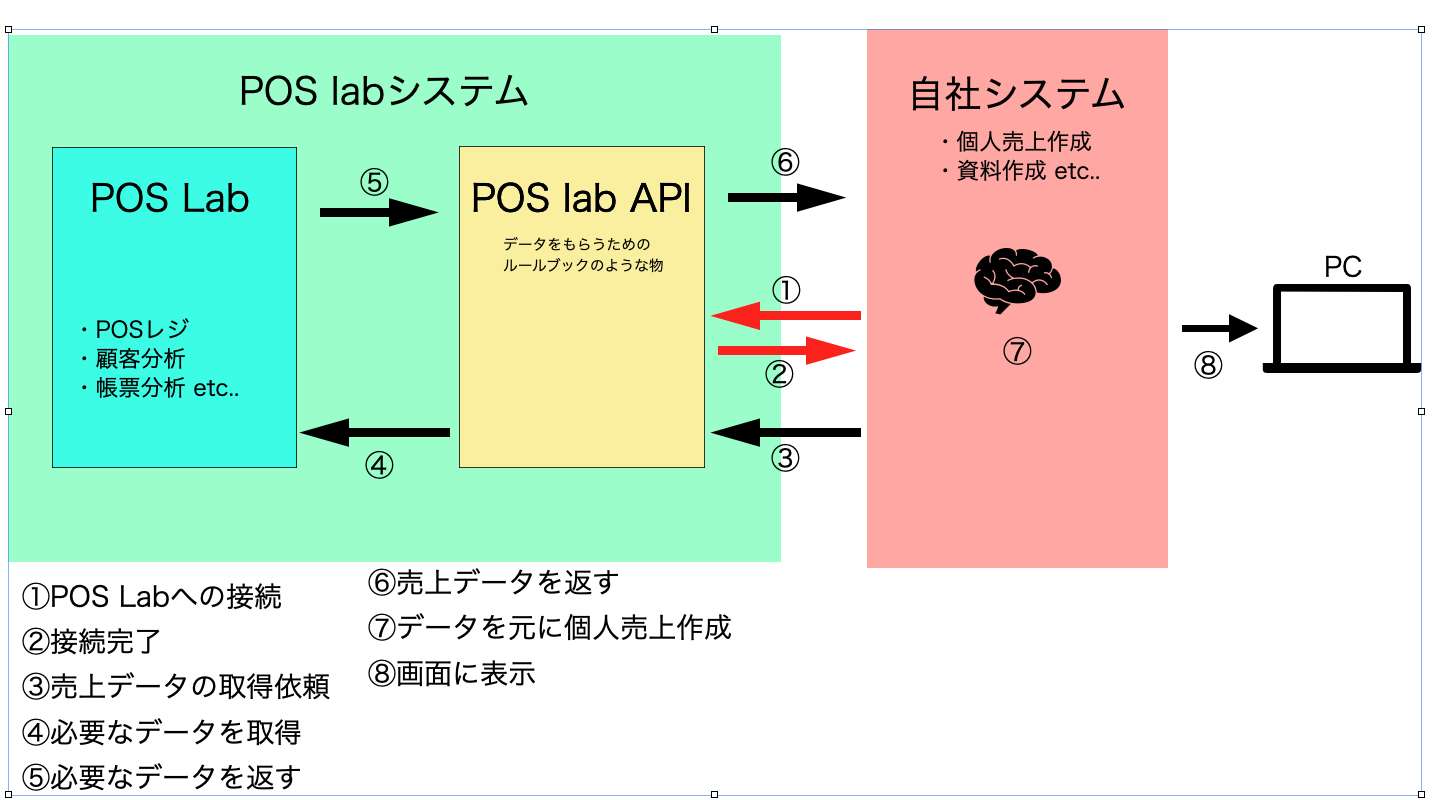 POS labシステム
POS Lab
・POSレジ
・顧客分析
・帳票分析 etc..
⑤
④
POS lab API
データをもらうための
ルールブックのような物
⑥
①
②
③
自社システム
・個人売上作成
・資料作成 etc..
⑦
⑧
PC
①POS Labへの接続
②接続完了
③売上データの取得依頼
④必要なデータを取得
⑤必要なデータを返す
⑥売上データを返す
⑦データを元に個人売上作成
⑧画面に表示